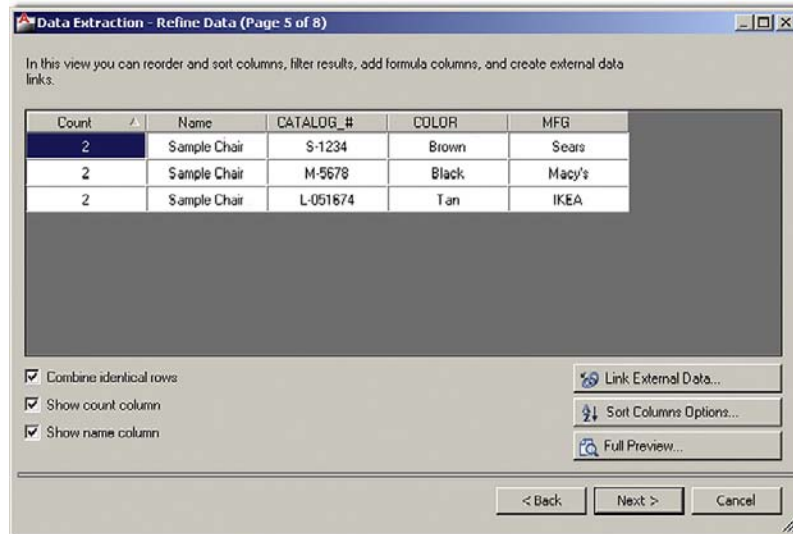 Data Extraction - Refine Data (Page 5 of 8)
In this view you can reorder and sort columns, filter results, add formula columns, and create external data
links.
Count Name CATALOG_# COLOR MFG
2 Sample Chair S-1234 Brown Sears
2 Sample Chair M-5678 Black Macy's
2 Sample Chair L-051674 Tan IKEA
Combine identical rows
Show count column
Show name column
Link External Data...
Sort Columns Options...
Full Preview...
< Back Next > Cancel